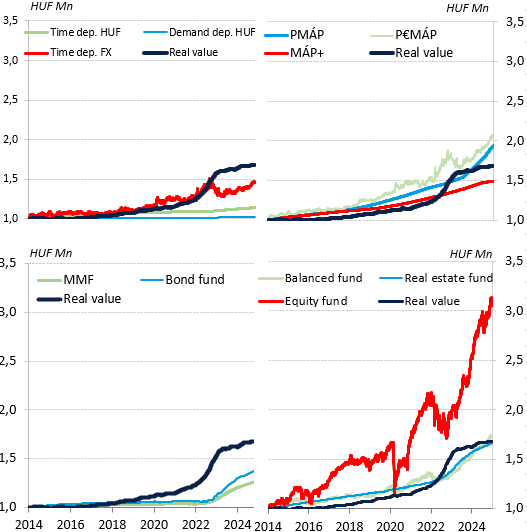 HUF Mn
3,5
Time dep. HUF
Demand dep. HUF
Time dep. FX
Real value
3,0
2,5
2,0
1,5
1,0
HUF Mn
3,5
PMÁP
P€MÁP
MÁP+
Real value
3,0
2,5
2,0
1,5
1,0
HUF Mn
3,5
MMF
Bond fund
Real value
3,0
2,5
2,0
1,5
1,0
2014 2016 2018 2020 2022 2024
HUF Mn
3,5
Balanced fund
Real estate fund
Equity fund
Real value
3,0
2,5
2,0
1,5
1,0
2014 2016 2018 2020 2022 2024